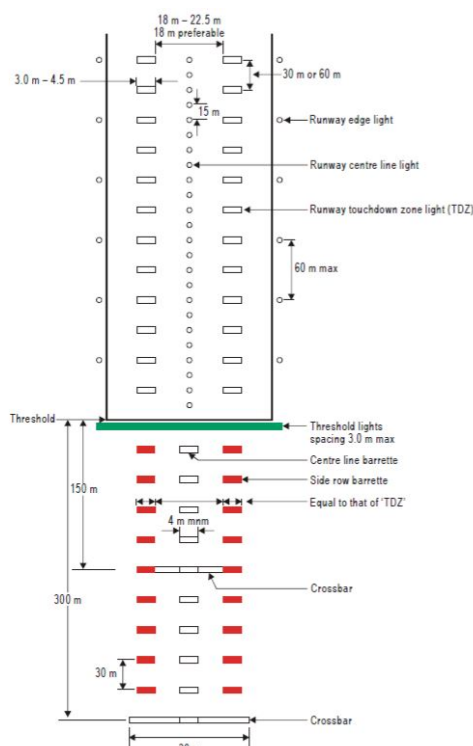 18 m – 22.5 m
18 m preferable
3.0 m – 4.5 m
30 m or 60 m
15 m
Runway edge light
Runway centre line light
Runway touchdown zone light (TDZ)
60 m max
Threshold
Threshold lights
spacing 3.0 m max
Centre line barrette
Side row barrette
150 m
Equal to that of ‘TDZ’
4 m mnm
Crossbar
300 m
30 m
Crossbar